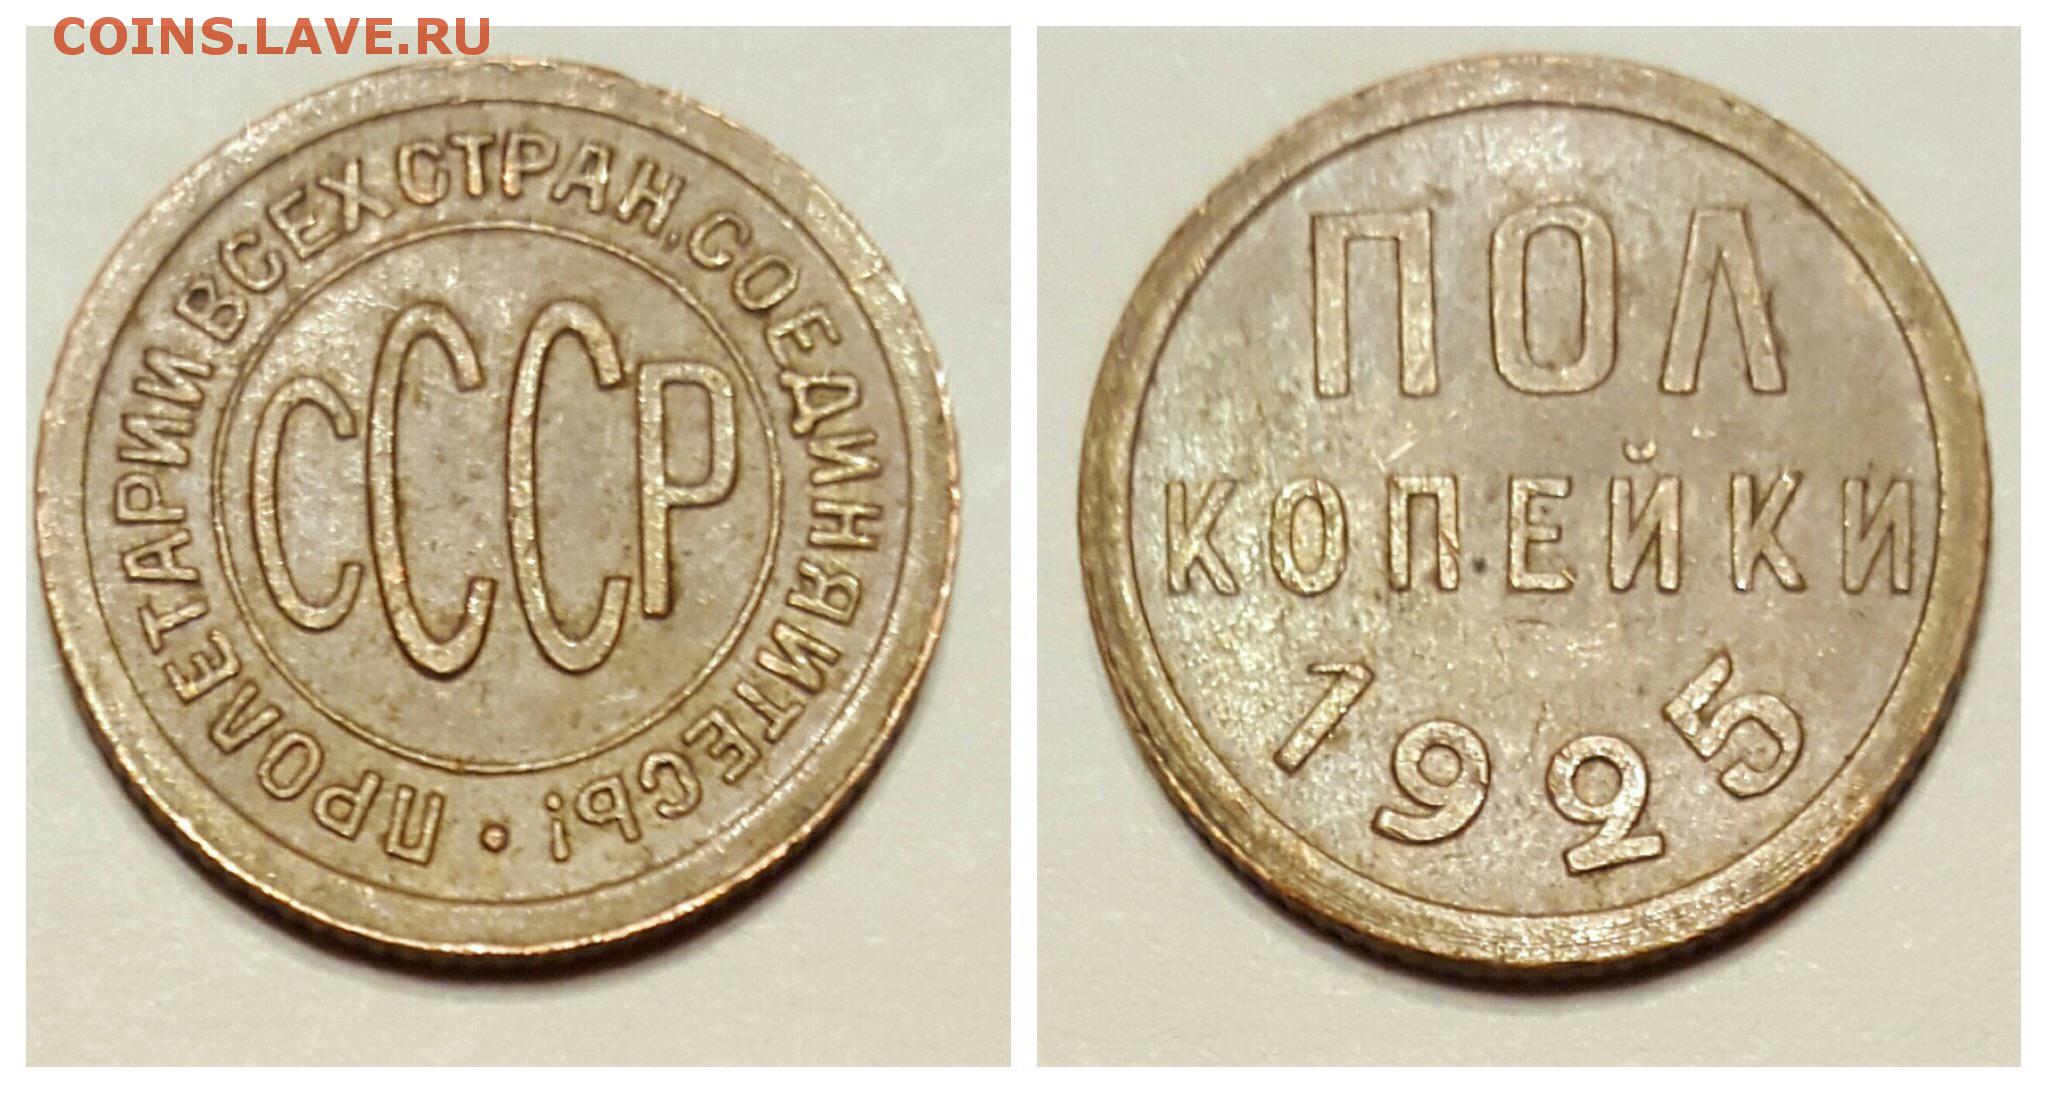 COINS.LAVE.RU
ПРОЛЕТАРИИ ВСЕХ СТРАН, СОЕДИНЯЙТЕСЬ! •
СССР
ПОЛ
КОПЕЙКИ
1925